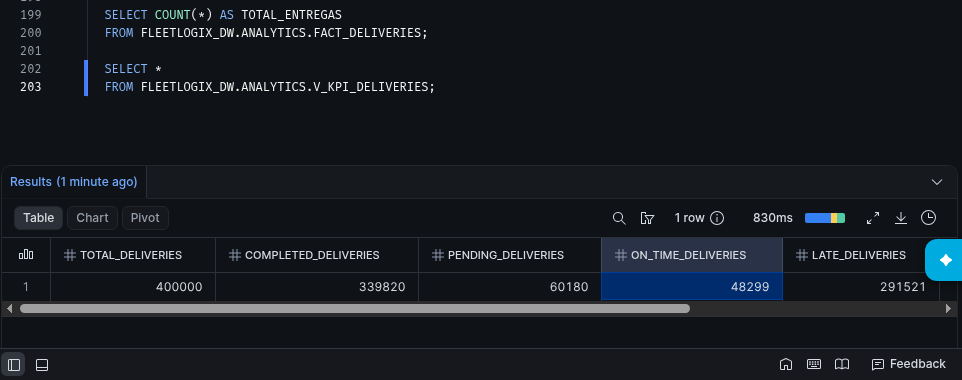 199 SELECT COUNT(*) AS TOTAL_ENTREGAS
200 FROM FLEETLOGIX_DW.ANALYTICS.FACT_DELIVERIES;
201
202 SELECT *
203 FROM FLEETLOGIX_DW.ANALYTICS.V_KPI_DELIVERIES;
Results (1 minute ago)
Table Chart Pivot 1 row 830ms
TOTAL_DELIVERIES COMPLETED_DELIVERIES PENDING_DELIVERIES ON_TIME_DELIVERIES LATE_DELIVERIES
1 400000 339820 60180 48299 291521
Feedback